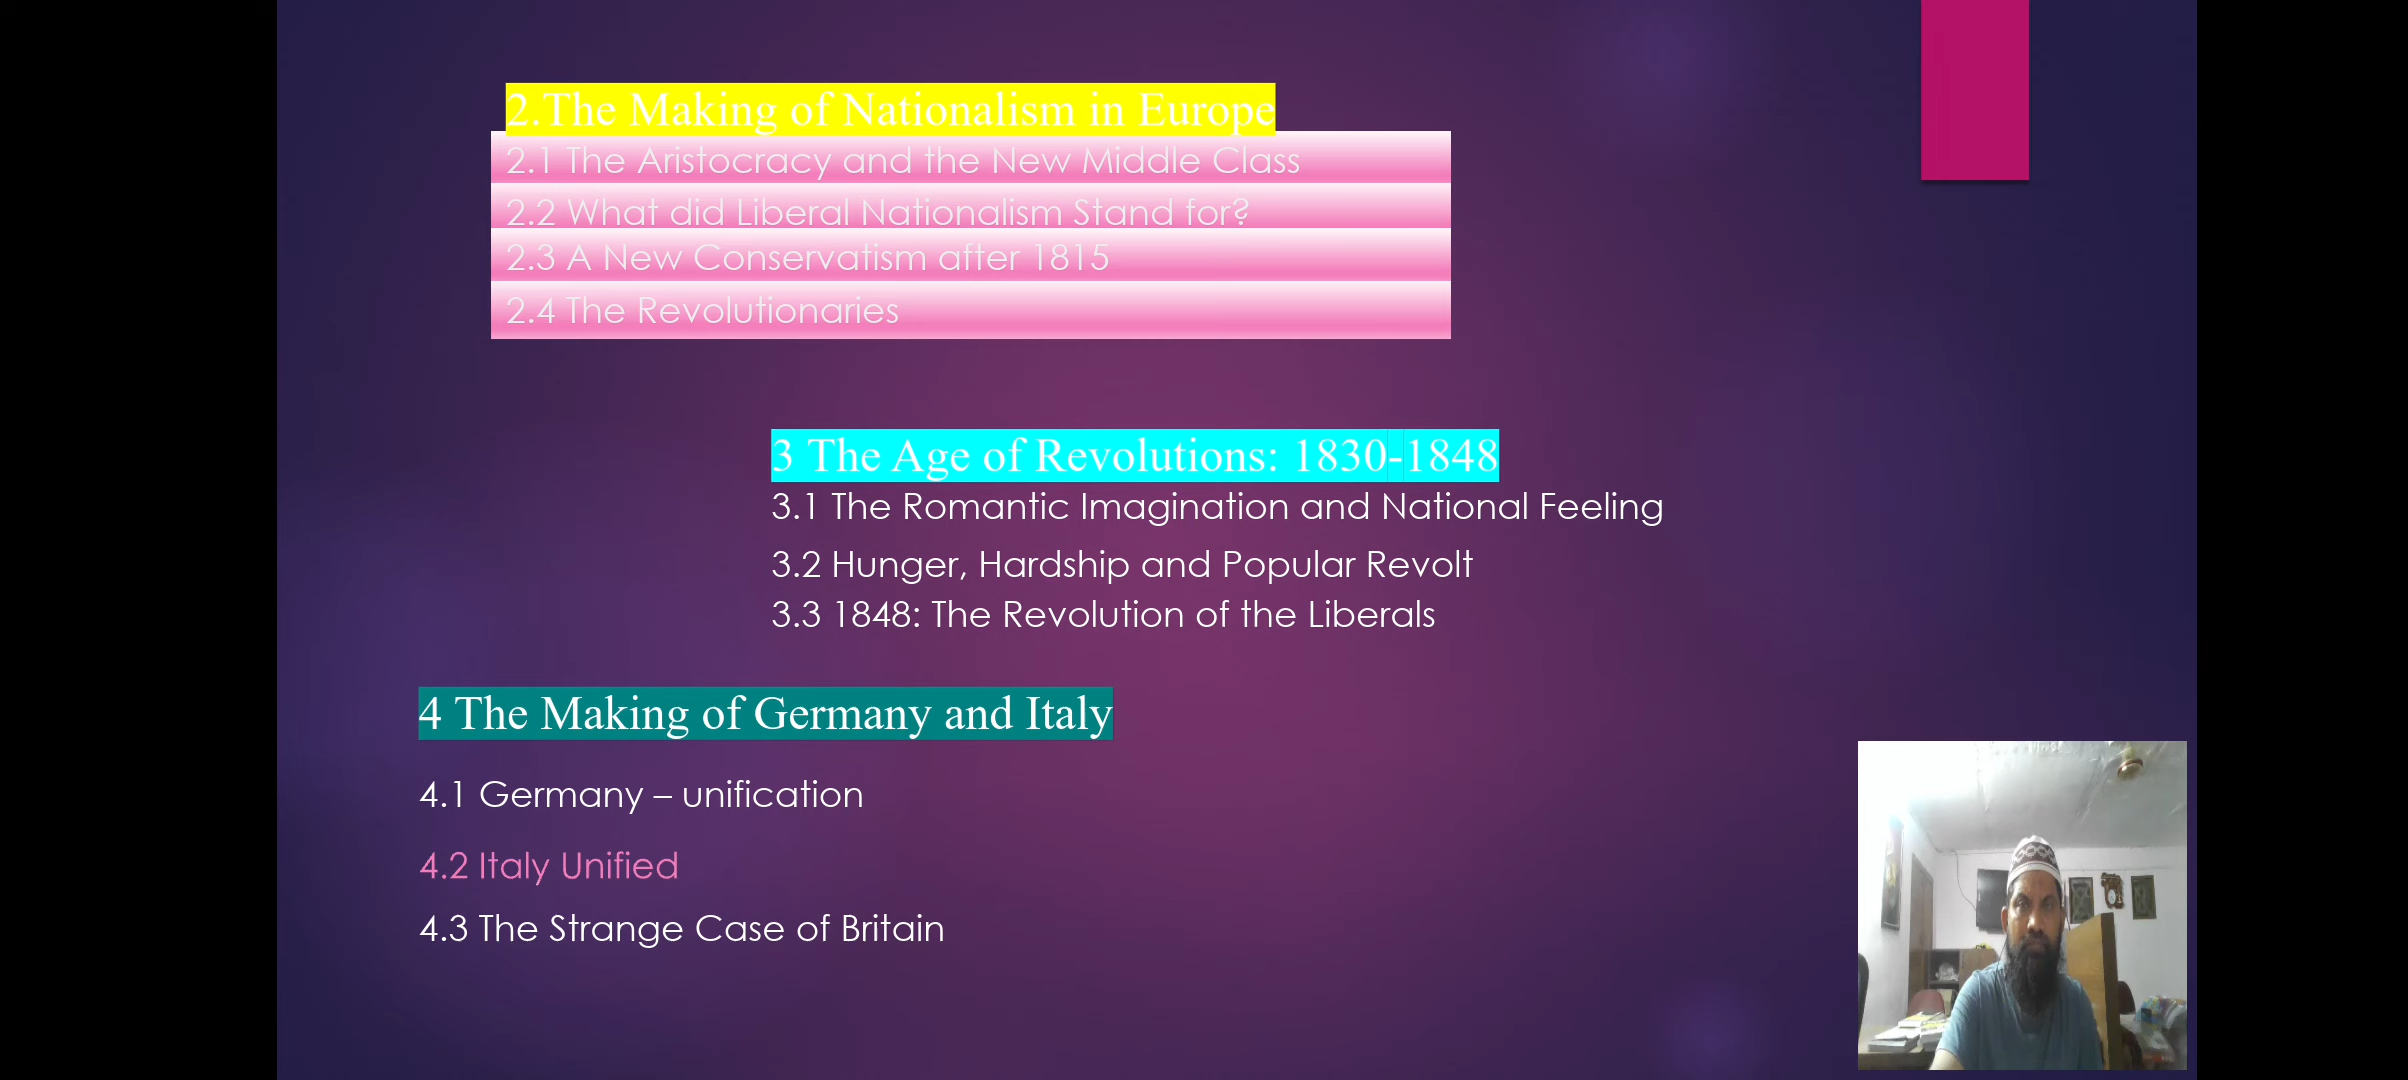 2.The Making of Nationalism in Europe
2.1 The Aristocracy and the New Middle Class
2.2 What did Liberal Nationalism Stand for?
2.3 A New Conservatism after 1815
2.4 The Revolutionaries
3 The Age of Revolutions: 1830-1848
3.1 The Romantic Imagination and National Feeling
3.2 Hunger, Hardship and Popular Revolt
3.3 1848: The Revolution of the Liberals
4 The Making of Germany and Italy
4.1 Germany – unification
4.2 Italy Unified
4.3 The Strange Case of Britain